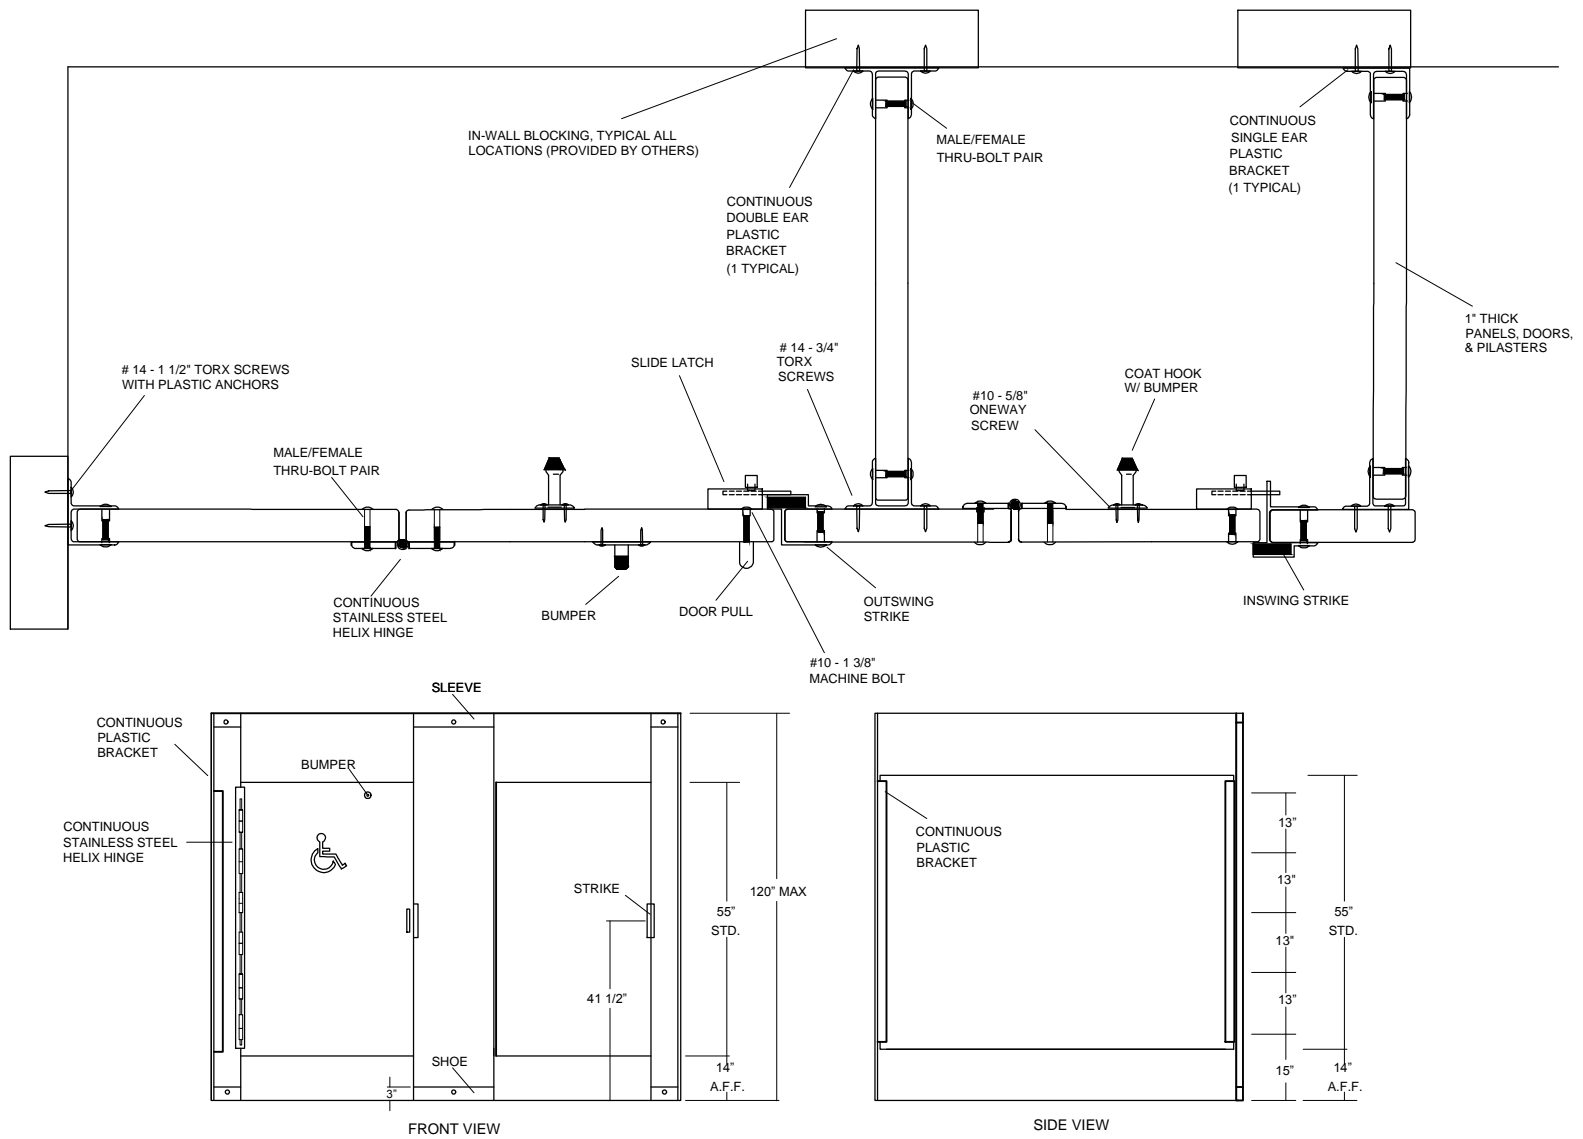 IN-WALL BLOCKING, TYPICAL ALL
LOCATIONS (PROVIDED BY OTHERS)
MALE/FEMALE
THRU-BOLT PAIR
CONTINUOUS
SINGLE EAR
PLASTIC
BRACKET
(1 TYPICAL)
CONTINUOUS
DOUBLE EAR
PLASTIC
BRACKET
(1 TYPICAL)
1" THICK
PANELS, DOORS,
& PILASTERS
# 14 - 1 1/2" TORX SCREWS
WITH PLASTIC ANCHORS
SLIDE LATCH
# 14 - 3/4"
TORX
SCREWS
#10 - 5/8"
ONEWAY
SCREW
COAT HOOK
W/ BUMPER
MALE/FEMALE
THRU-BOLT PAIR
CONTINUOUS
STAINLESS STEEL
HELIX HINGE
BUMPER
DOOR PULL
OUTSWING
STRIKE
INSWING STRIKE
#10 - 1 3/8"
MACHINE BOLT
SLEEVE
CONTINUOUS
PLASTIC
BRACKET
BUMPER
CONTINUOUS
STAINLESS STEEL
HELIX HINGE
STRIKE
120” MAX
55”
STD.
41 1/2”
SHOE
3”
14”
A.F.F.
FRONT VIEW
CONTINUOUS
PLASTIC
BRACKET
13”
13"
13”
13"
15”
55”
STD.
14”
A.F.F.
SIDE VIEW